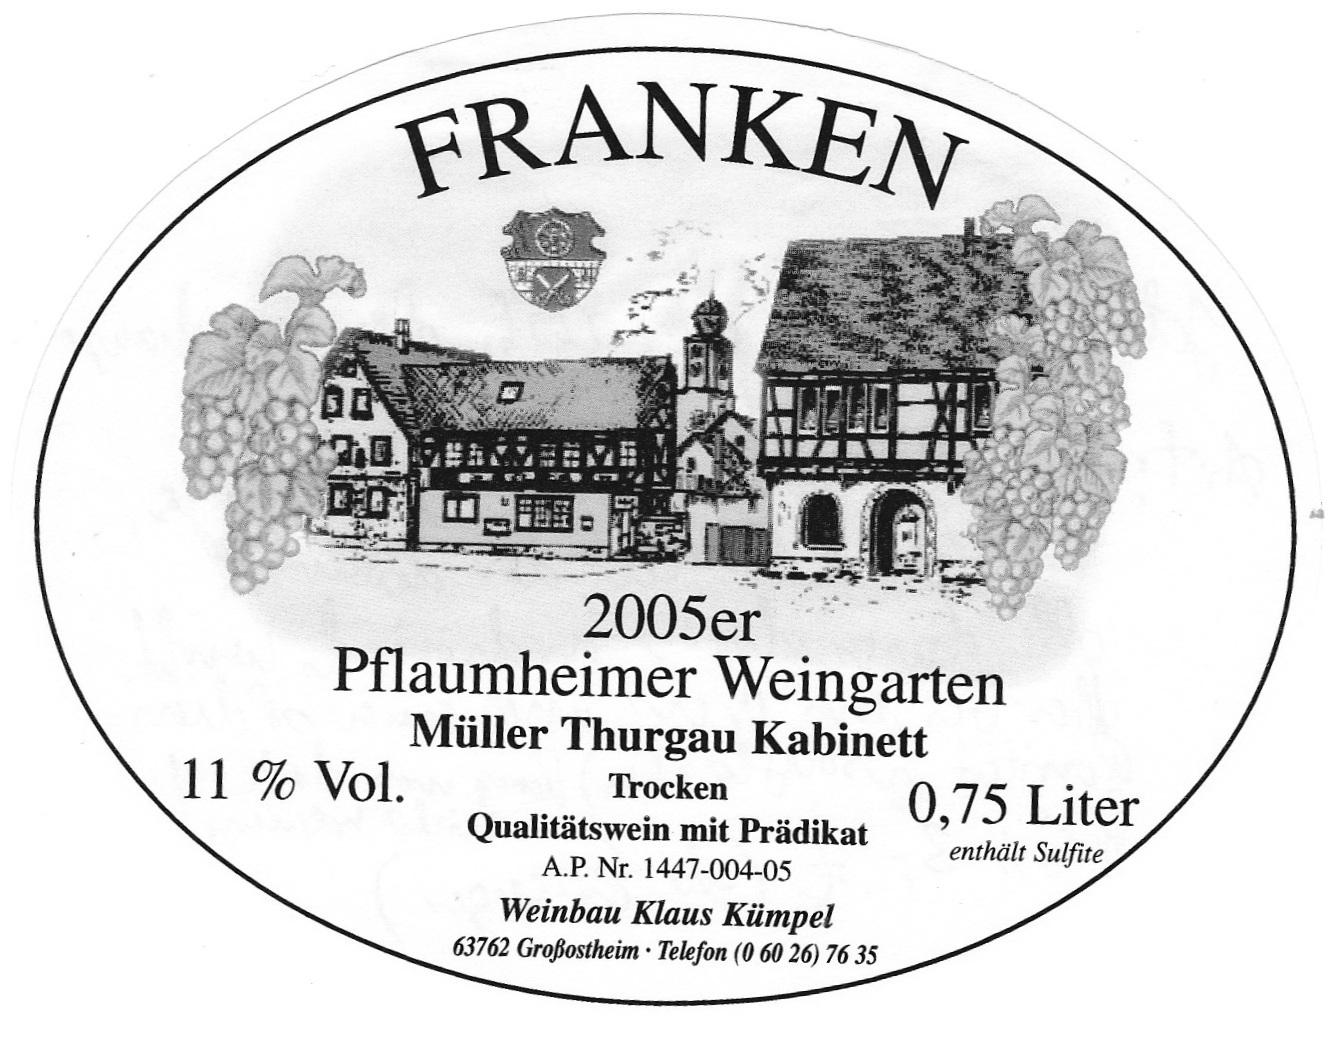 FRANKEN
2005er
Pflaumheimer Weingarten
Müller Thurgau Kabinett
11 % Vol.
Trocken
0,75 Liter
Qualitätswein mit Prädikat
enthält Sulfite
A.P. Nr. 1447-004-05
Weinbau Klaus Kümpel
63762 Großostheim · Telefon (0 60 26) 76 35